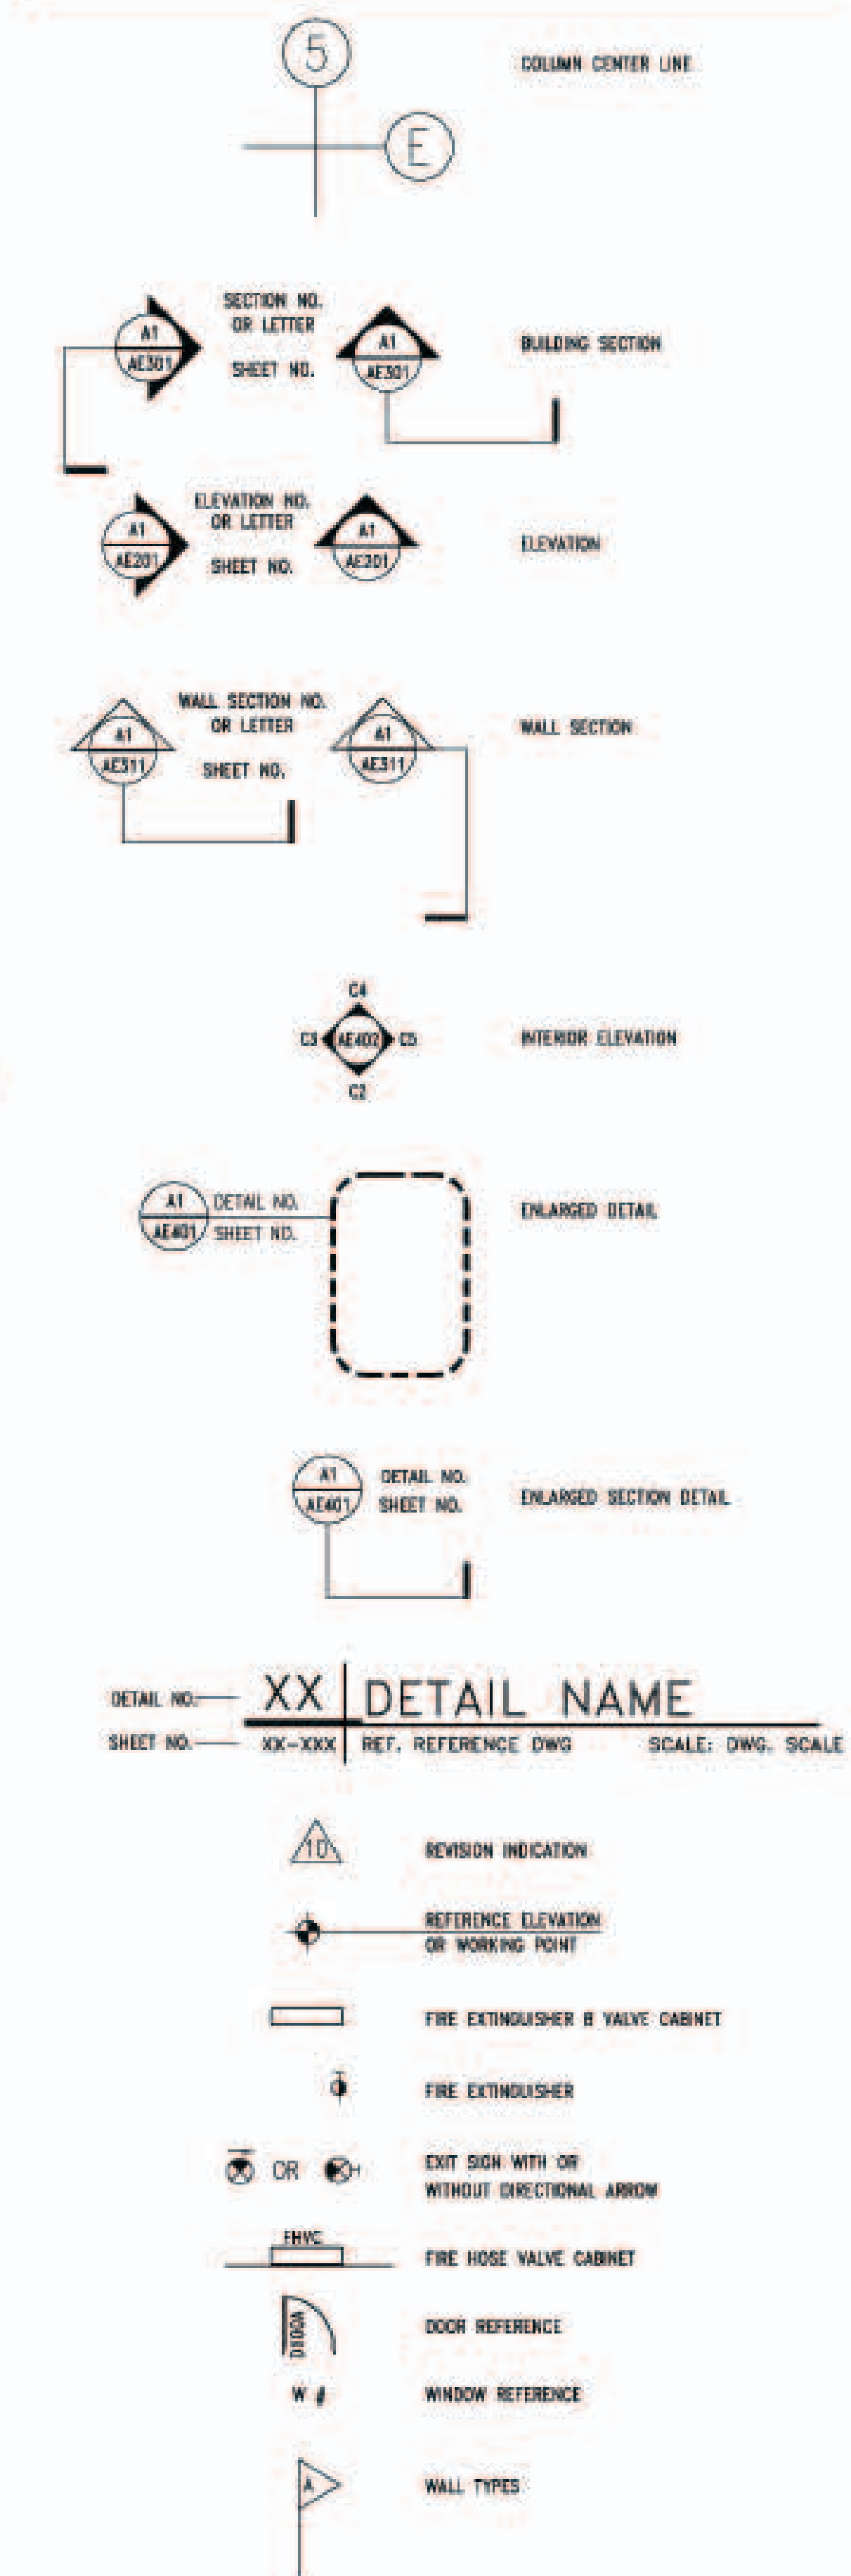 5
COLUMN CENTER LINE
E
SECTION NO.
OR LETTER
SHEET NO.
A1
AE301
A1
AE301
BUILDING SECTION
ELEVATION NO.
OR LETTER
SHEET NO.
A1
AE201
A1
AE201
ELEVATION
WALL SECTION NO.
OR LETTER
SHEET NO.
A1
AE311
A1
AE311
WALL SECTION
C4
C3 AE402 C5
C2
INTERIOR ELEVATION
A1 DETAIL NO.
AE401 SHEET NO.
ENLARGED DETAIL
A1 DETAIL NO.
AE401 SHEET NO.
ENLARGED SECTION DETAIL
DETAIL NO. XX DETAIL NAME
SHEET NO. XX-XXX REF. REFERENCE DWG SCALE: DWG. SCALE
10 REVISION INDICATION
REFERENCE ELEVATION
OR WORKING POINT
FIRE EXTINGUISHER & VALVE CABINET
FIRE EXTINGUISHER
OR
EXIT SIGN WITH OR
WITHOUT DIRECTIONAL ARROW
FHVC
FIRE HOSE VALVE CABINET
D100A
DOOR REFERENCE
W # WINDOW REFERENCE
A WALL TYPES